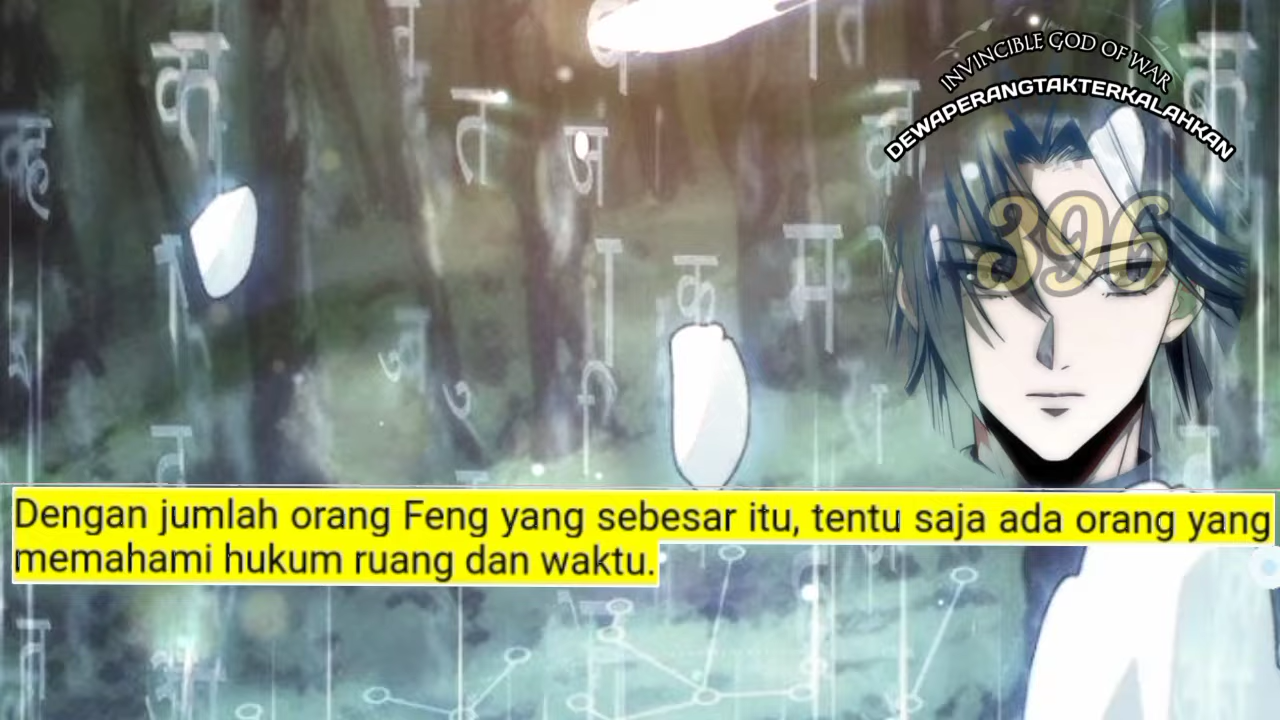 INVINCIBLE GOD OF WAR
DEWAPERANGTAKTERKALAHKAN
396
त
क
म
Dengan jumlah orang Feng yang sebesar itu, tentu saja ada orang yang
memahami hukum ruang dan waktu.